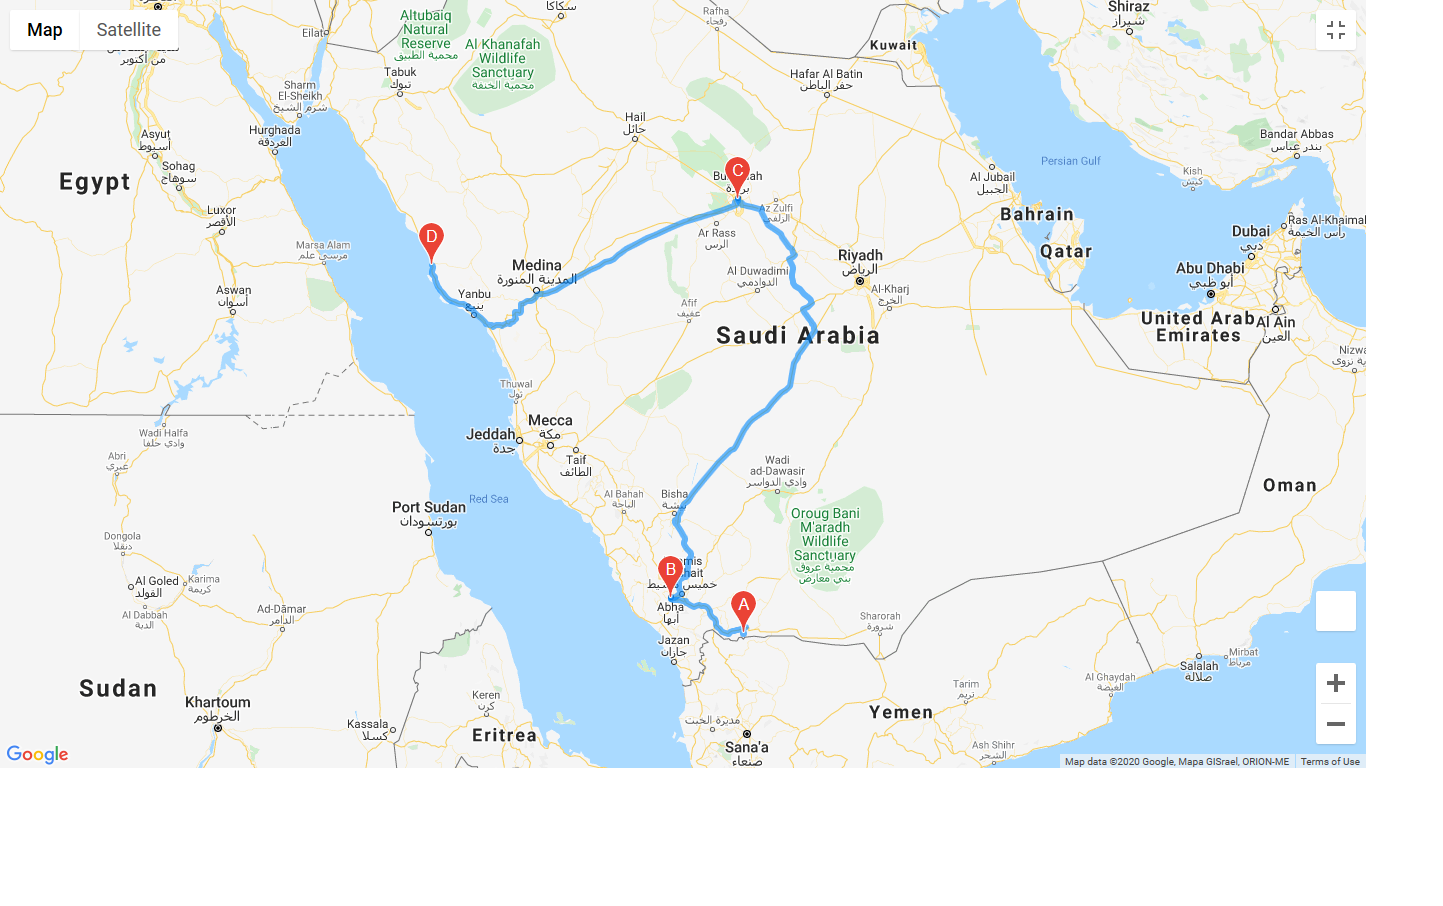 Map
Satellite
Eilat
من أكتوبر
Altubaiq
Natural
Reserve
محمية الطبيق
Al Khanafah
Wildlife
Sanctuary
محمية الخنفة
سكاكا
Rafha
رفحاء
Kuwait
Shiraz
شیراز
Tabuk
تبوك
Hafar Al Batin
حفر الباطن
Sharm
El-Sheikh
شرم الشيخ
Hurghada
الغردقة
Asyut
أسيوط
Sohag
سوهاج
Hail
حائل
Bandar Abbas
بندر عباس
Persian Gulf
Kish
کیش
Al Jubail
الجبيل
Egypt
C
بريدة
Az Zulfi
الزلفي
Luxor
الأقصر
Bahrain
Ras Al-Khaimah
رأس الخيمة
Marsa Alam
مرسى علم
D
Ar Rass
الرس
Qatar
Dubai
دبي
Riyadh
الرياض
Medina
المدينة المنورة
Al Duwadimi
الدوادمي
Abu Dhabi
أبو ظبي
Aswan
أسوان
Yanbu
ينبع
Afif
عفيف
Al-Kharj
الخرج
Saudi Arabia
United Arab
Emirates
Al Ain
العين
Thuwal
ثول
Mecca
مكة
Jeddah
جدة
Taif
الطائف
Wadi Halfa
وادي حلفا
Abri
عبري
Wadi
ad-Dawasir
وادي الدواسر
Red Sea
Al Bahah
الباحة
Bisha
بيشة
Oman
Port Sudan
بورتسودان
Oroug Bani
M'aradh
Wildlife
Sanctuary
محمية عروق
بني معارض
Dongola
دنقلا
Al Goled
القولد
Karima
كريمة
B
خميس مشيط
Abha
أبها
A
Al Dabbah
الدبة
Ad-Dāmar
الدامر
Sharorah
شرورة
Jazan
جازان
Mirbat
مرباط
Salalah
صلالة
Al Ghaydah
الغيضة
Tarim
تريم
Sudan
Khartoum
الخرطوم
Keren
كرن
Kassala
كسلا
Eritrea
مديرية الخبت
Yemen
Sana'a
صنعاء
Ash Shihr
الشحر
Google
Map data ©2020 Google, Mapa GISrael, ORION-ME
Terms of Use